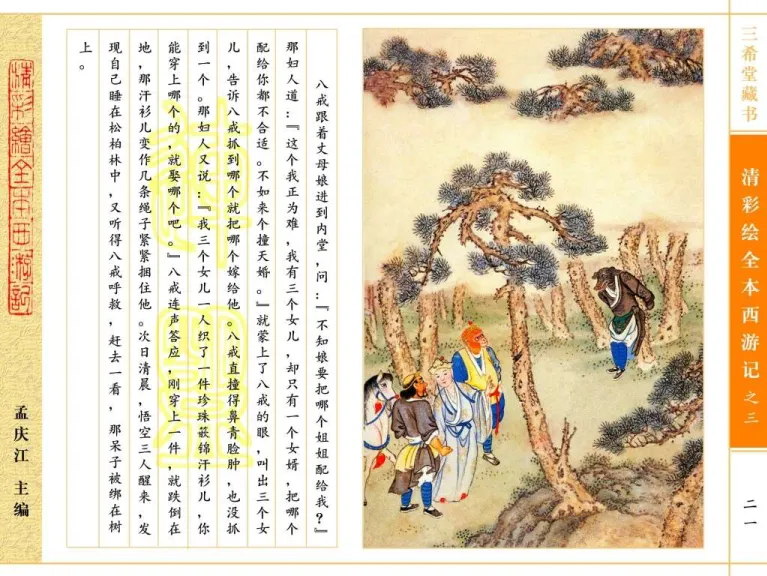 三希堂藏书
清彩绘全本西游记之三
二一
八戒跟着丈母娘进到内堂，问：『不知娘要把哪个姐姐配给我？』
那妇人道：『这个我正为难，我有三个女儿，却只有一个女婿，把哪个
配给你都不合适。不如来个撞天婚。』就蒙上了八戒的眼，叫出三个女
儿，告诉八戒抓到哪个就把哪个嫁给他。八戒直撞得鼻青脸肿，也没抓
到一个。那妇人又说：『我三个女儿一人织了一件珍珠篏锦汗衫儿，你
能穿上哪个的，就娶哪个吧。』八戒连声答应，刚穿上一件，就跌倒在
地，那汗衫儿变作几条绳子紧紧捆住他。次日清晨，悟空三人醒来，发
现自己睡在松柏林中，又听得八戒呼救，赶去一看，那呆子被绑在树
上。
清彩繪全本西游記
孟庆江 主编